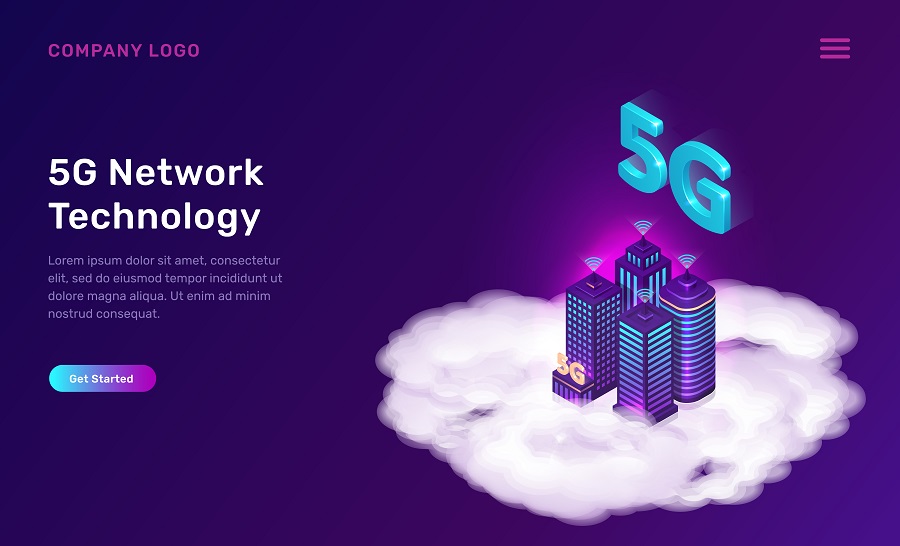 COMPANY LOGO
5G
5G Network
Technology
Lorem ipsum dolor sit amet, consectetur
elit, sed do eiusmod tempor incididunt ut
dolore magna aliqua. Ut enim ad minim
nostrud consequat.
5G
Get Started